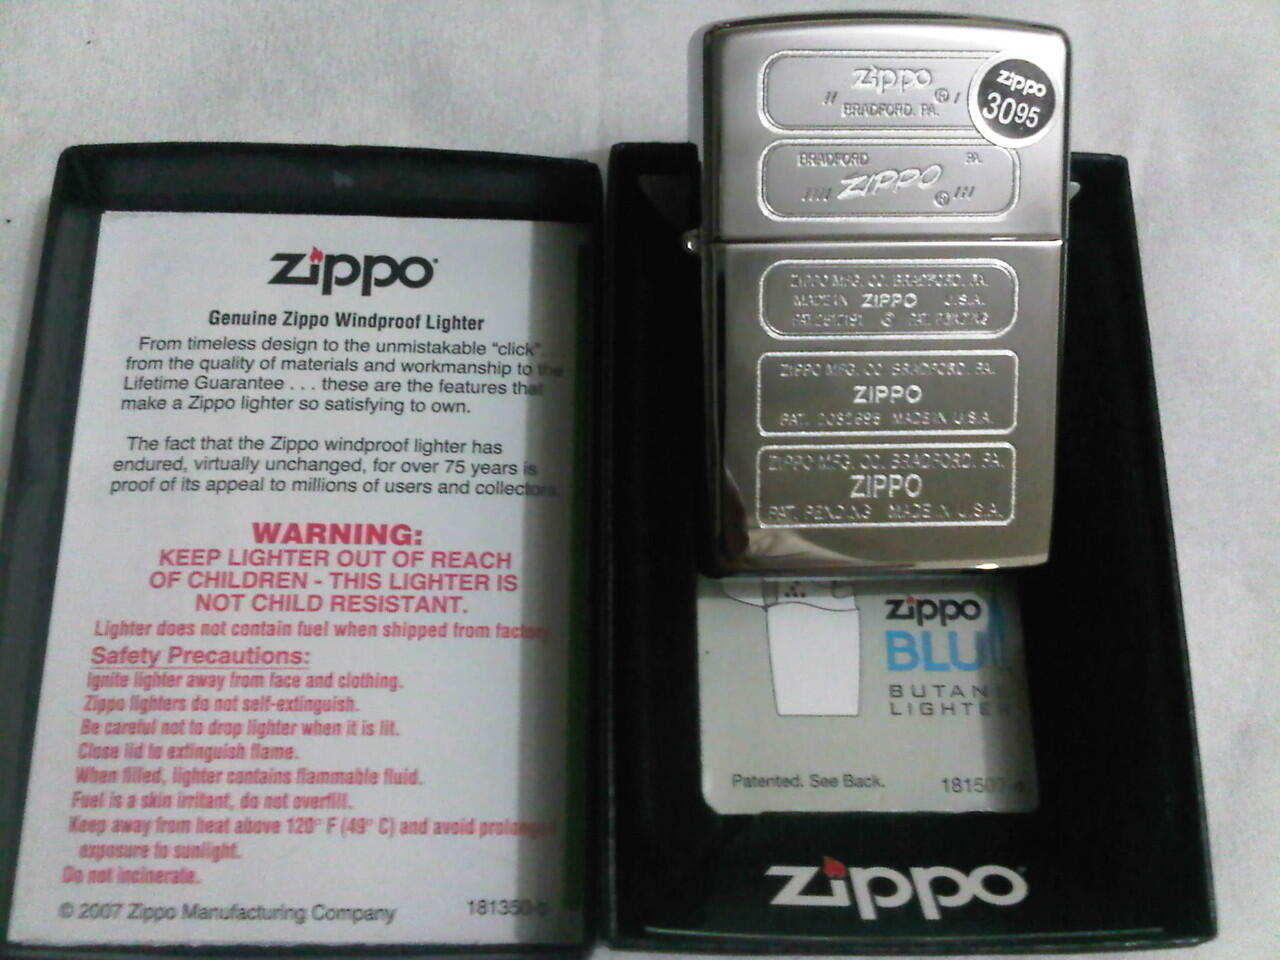 zippo
Genuine Zippo Windproof Lighter
From timeless design to the unmistakable “click”. . .
from the quality of materials and workmanship to the
Lifetime Guarantee . . . these are the features that
make a Zippo lighter so satisfying to own.
The fact that the Zippo windproof lighter has
endured, virtually unchanged, for over 75 years is
proof of its appeal to millions of users and collectors.
WARNING:
KEEP LIGHTER OUT OF REACH
OF CHILDREN - THIS LIGHTER IS
NOT CHILD RESISTANT.
Lighter does not contain fuel when shipped from factory.
Safety Precautions:
Ignite lighter away from face and clothing.
Zippo lighters do not self-extinguish.
Be careful not to drop lighter when it is lit.
Close lid to extinguish flame.
When filled, lighter contains flammable fluid.
Fuel is a skin irritant, do not overfill.
Keep away from heat above 120° F (49° C) and avoid prolonged
exposure to sunlight.
Do not incinerate.
© 2007 Zippo Manufacturing Company
zippo ®
BRADFORD, PA.
zippo
3095
BRADFORD PA.
ZIPPO ®
ZIPPO MFG. CO. BRADFORD, PA.
MADE IN ZIPPO U.S.A.
PAT.2517191 ® PAT. PENDING
ZIPPO MFG. CO. BRADFORD, PA.
ZIPPO
PAT. 2032695 MADE IN U.S.A.
ZIPPO MFG. CO. BRADFORD, PA.
ZIPPO
PAT. PENDING MADE IN U.S.A.
zippo
BLU
BUTANE
LIGHTER
Patented. See Back.
zippo